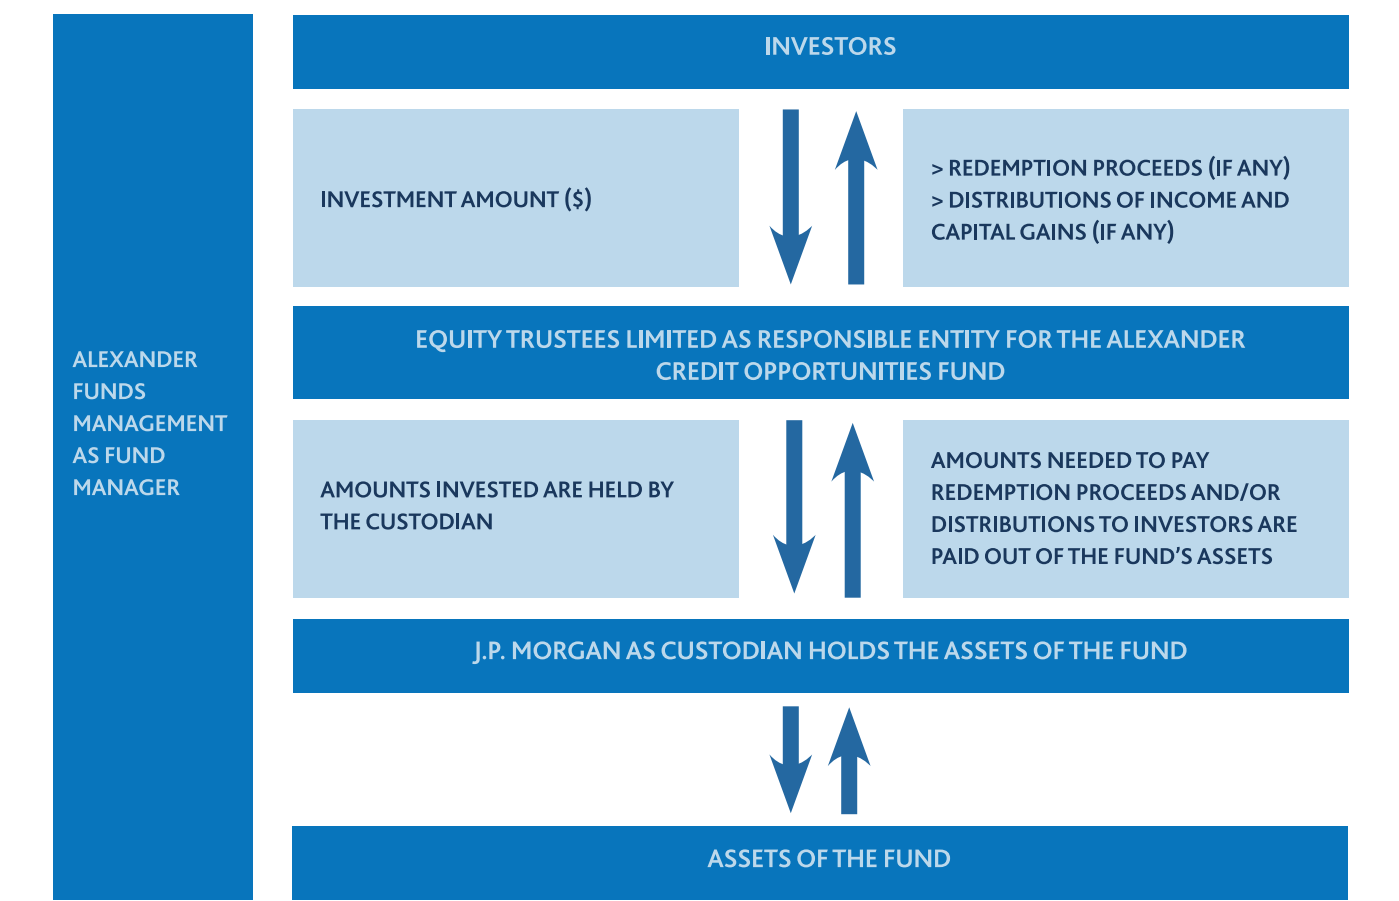 ALEXANDER
FUNDS
MANAGEMENT
AS FUND
MANAGER
INVESTORS
INVESTMENT AMOUNT ($)
> REDEMPTION PROCEEDS (IF ANY)
> DISTRIBUTIONS OF INCOME AND
CAPITAL GAINS (IF ANY)
EQUITY TRUSTEES LIMITED AS RESPONSIBLE ENTITY FOR THE ALEXANDER
CREDIT OPPORTUNITIES FUND
AMOUNTS INVESTED ARE HELD BY
THE CUSTODIAN
AMOUNTS NEEDED TO PAY
REDEMPTION PROCEEDS AND/OR
DISTRIBUTIONS TO INVESTORS ARE
PAID OUT OF THE FUND’S ASSETS
J.P. MORGAN AS CUSTODIAN HOLDS THE ASSETS OF THE FUND
ASSETS OF THE FUND